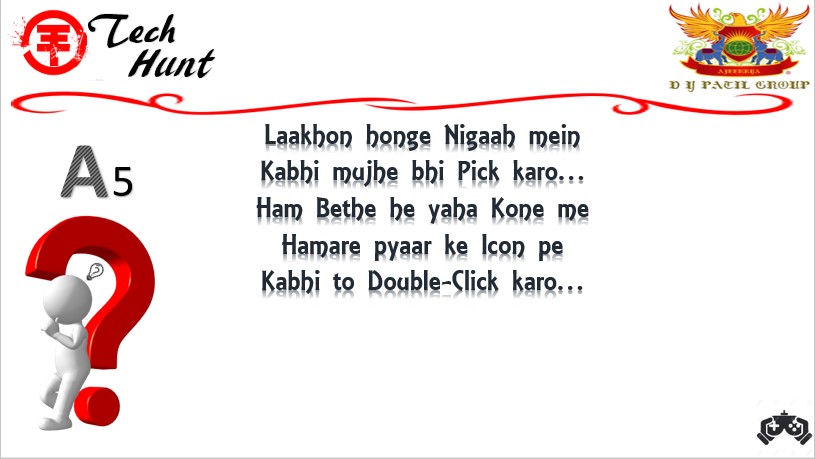 Tech
Hunt
AJEENKYA
D Y PATIL GROUP
A5
Laakhon honge Nigaah mein
Kabhi mujhe bhi Pick karo...
Ham Bethe he yaha Kone me
Hamare pyaar ke Icon pe
Kabhi to Double-Click karo...